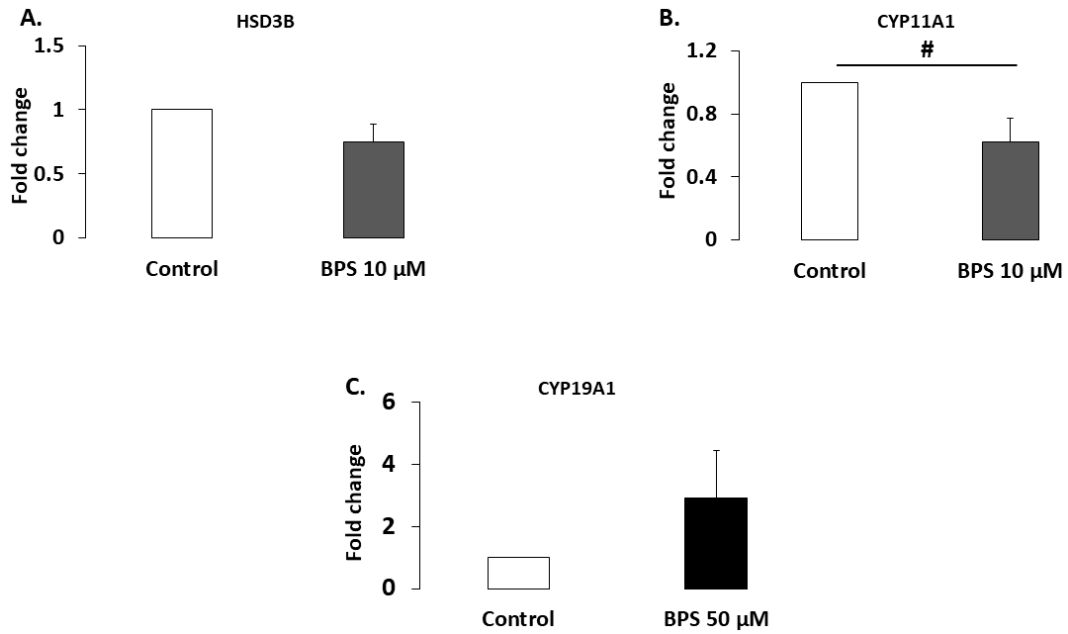 A.
HSD3B
Fold change
1.5
1
0.5
0
Control
BPS 10 µM
B.
CYP11A1
#
Fold change
1.2
0.8
0.4
0
Control
BPS 10 µM
C.
CYP19A1
Fold change
6
4
2
0
Control
BPS 50 µM